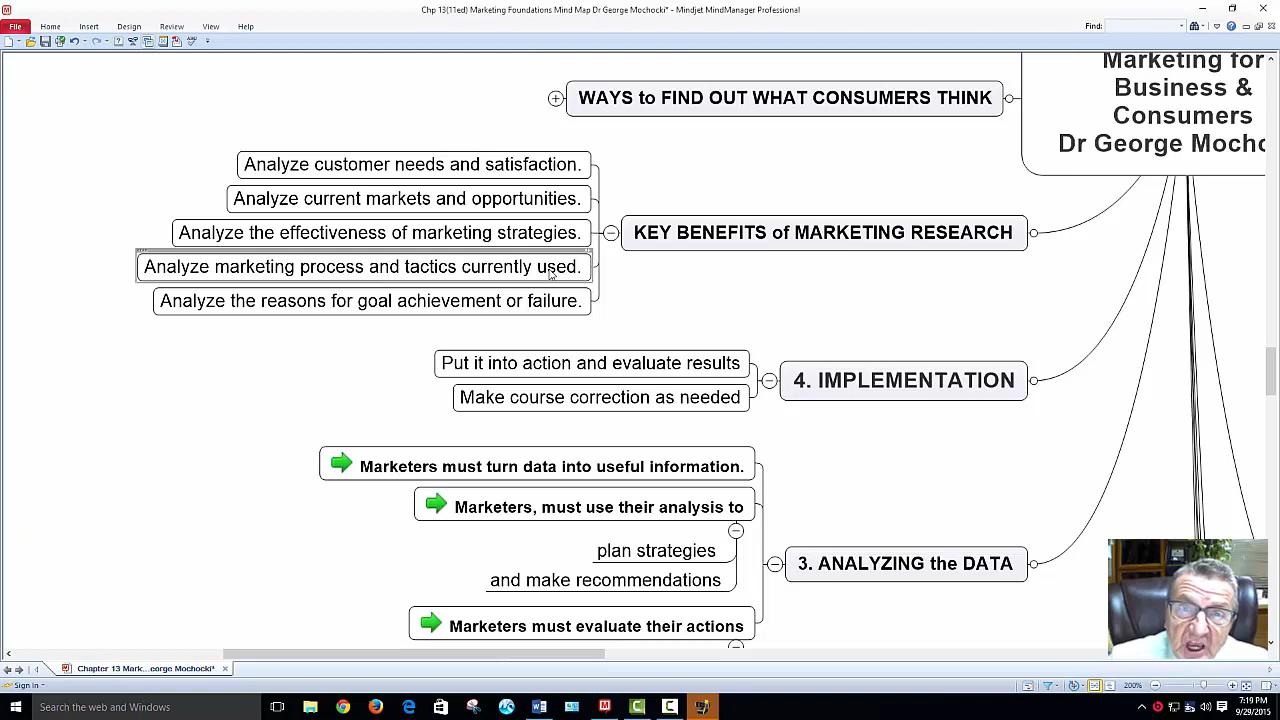 Chp 13(11ed) Marketing Foundations Mind Map Dr George Mochocki* - Mindjet MindManager Professional
File Home Insert Design Review View Help
Find:
Marketing for
Business &
Consumers
Dr George Mocho
WAYS to FIND OUT WHAT CONSUMERS THINK
KEY BENEFITS of MARKETING RESEARCH
Analyze customer needs and satisfaction.
Analyze current markets and opportunities.
Analyze the effectiveness of marketing strategies.
Analyze marketing process and tactics currently used.
Analyze the reasons for goal achievement or failure.
4. IMPLEMENTATION
Put it into action and evaluate results
Make course correction as needed
3. ANALYZING the DATA
Marketers must turn data into useful information.
Marketers, must use their analysis to
plan strategies
and make recommendations
Marketers must evaluate their actions
Chapter 13 Mark...eorge Mochocki*
Sign In
200%
Search the web and Windows
7:19 PM
9/29/2015